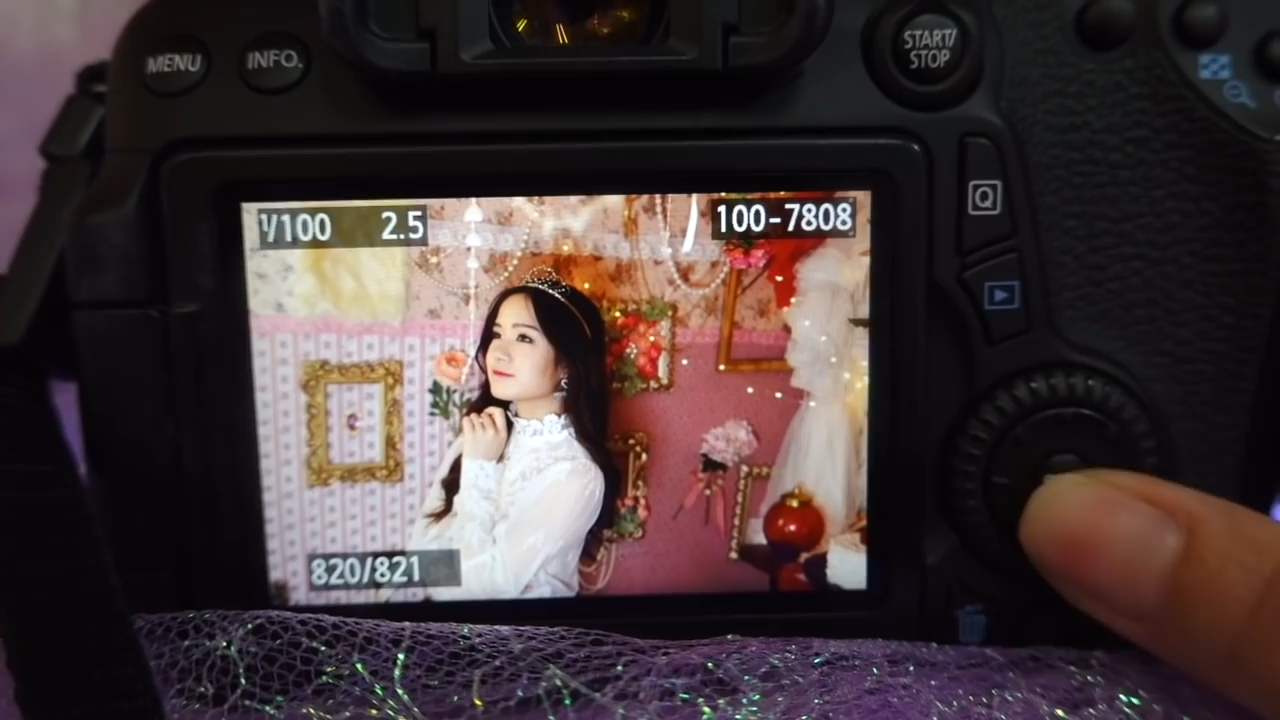 MENU
INFO.
START/
STOP
Q
1/100 2.5
100-7808
820/821